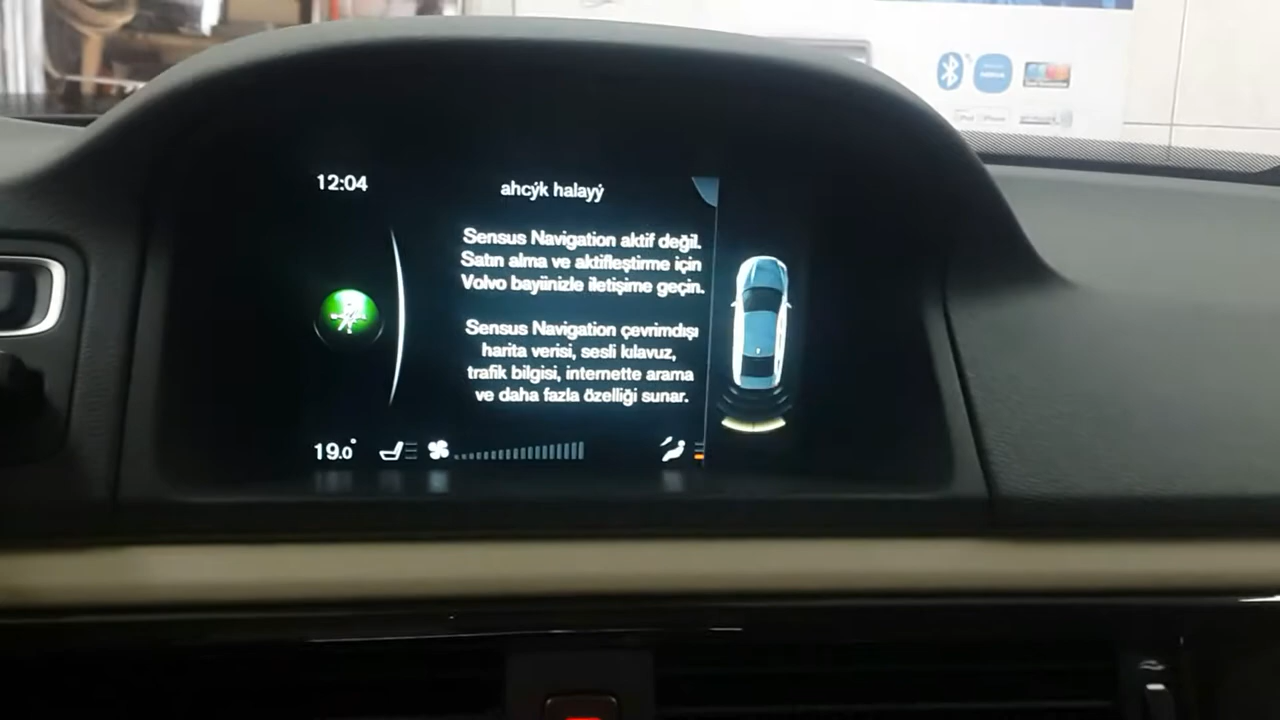 12:04
ahcýk halayý
Sensus Navigation aktif değil.
Satın alma ve aktifleştirme için
Volvo bayiinizle iletişime geçin.
Sensus Navigation çevrimdışı
harita verisi, sesli kılavuz,
trafik bilgisi, internette arama
ve daha fazla özelliği sunar.
19.0°